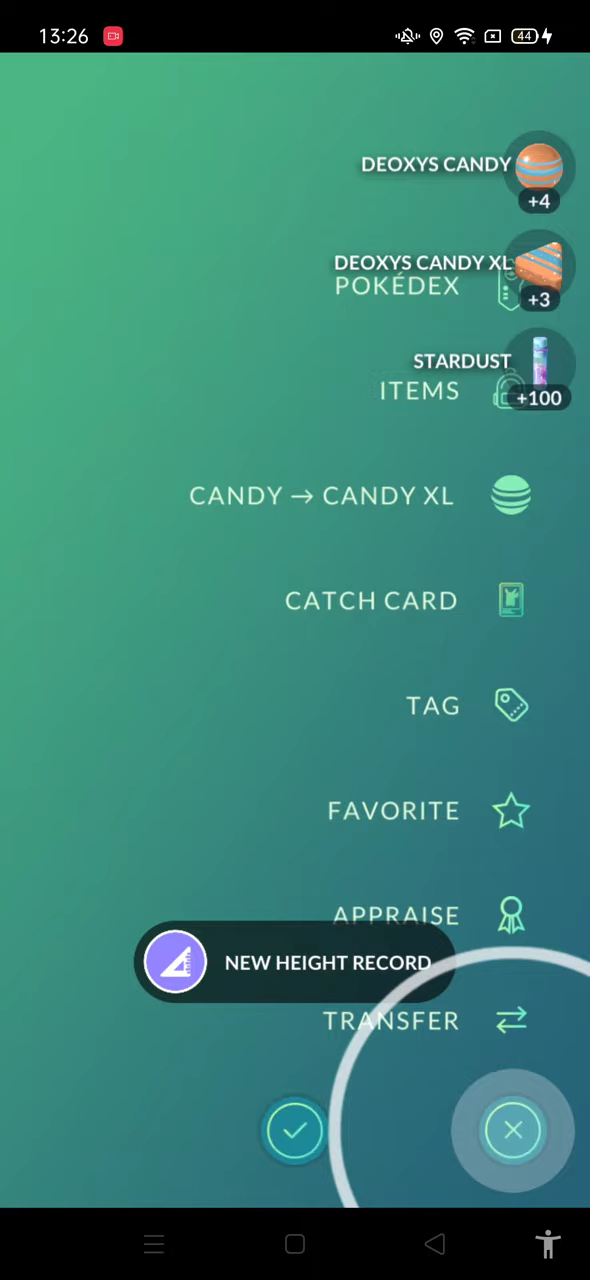 13:26
44
DEOXYS CANDY
+4
DEOXYS CANDY XL
+3
POKÉDEX
STARDUST
+100
ITEMS
CANDY → CANDY XL
CATCH CARD
TAG
FAVORITE
APPRAISE
NEW HEIGHT RECORD
TRANSFER